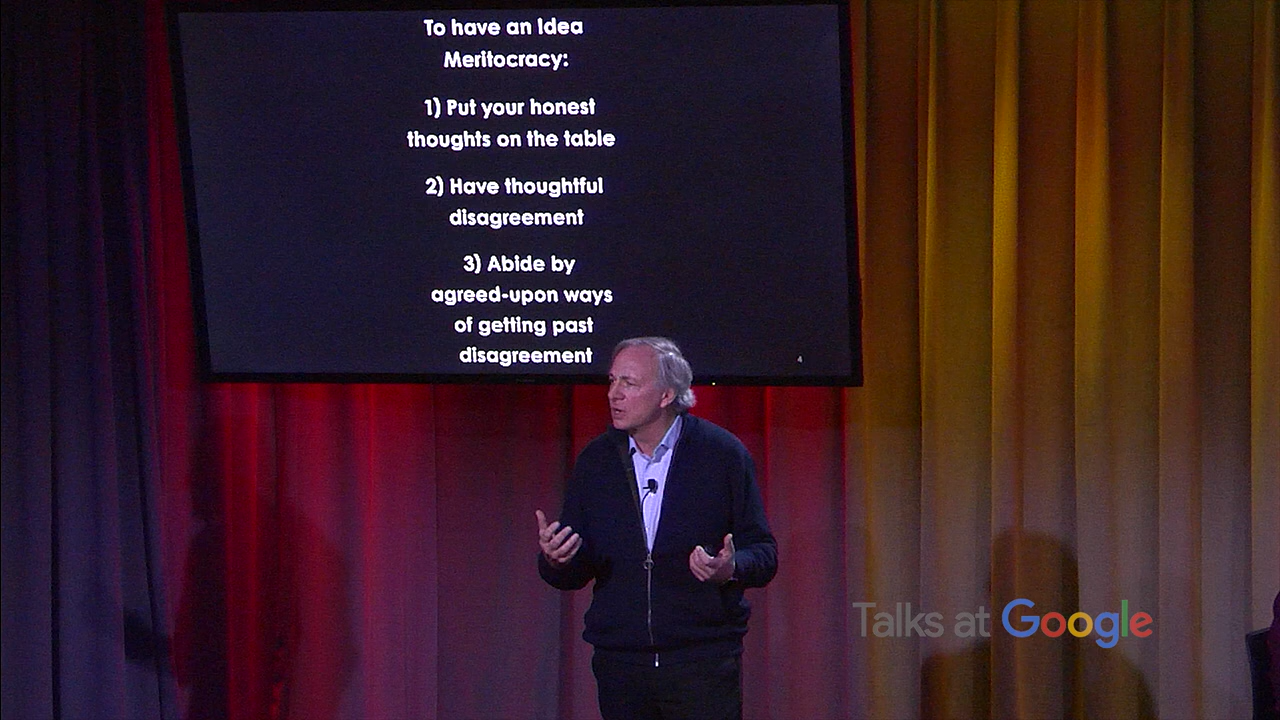 To have an Idea
Meritocracy:
1) Put your honest
thoughts on the table
2) Have thoughtful
disagreement
3) Abide by
agreed-upon ways
of getting past
disagreement
4
Talks at Google